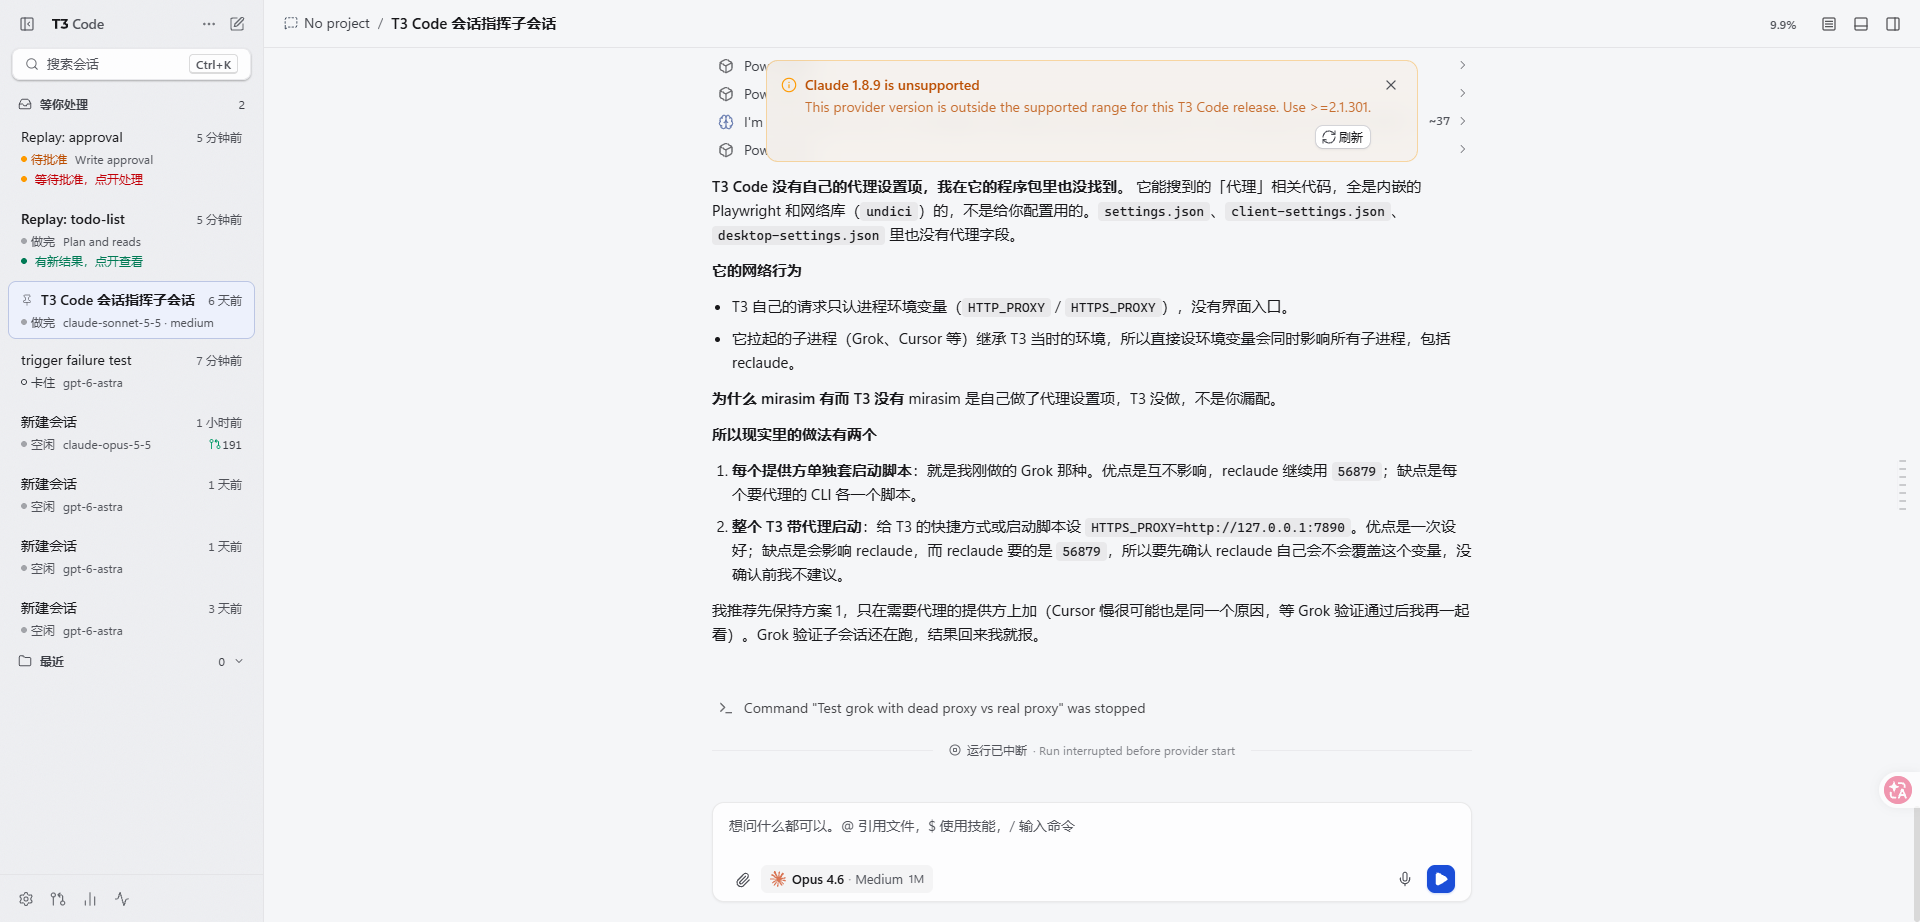 T3 Code
搜索会话
Ctrl+K
等你处理
2
Replay: approval
5 分钟前
待批准 Write approval
等待批准，点开处理
Replay: todo-list
5 分钟前
做完 Plan and reads
有新结果，点开查看
T3 Code 会话指挥子会话
6 天前
做完 claude-sonnet-5-5 · medium
trigger failure test
7 分钟前
卡住 gpt-6-astra
新建会话
1 小时前
空闲 claude-opus-5-5
191
新建会话
1 天前
空闲 gpt-6-astra
新建会话
1 天前
空闲 gpt-6-astra
新建会话
3 天前
空闲 gpt-6-astra
最近
0
No project / T3 Code 会话指挥子会话
9.9%
Pow
Pow
I'm
~37
Pow
Claude 1.8.9 is unsupported
This provider version is outside the supported range for this T3 Code release. Use >=2.1.301.
刷新
T3 Code 没有自己的代理设置项，我在它的程序包里也没找到。 它能搜到的「代理」相关代码，全是内嵌的
Playwright 和网络库（undici）的，不是给你配置用的。settings.json、client-settings.json、
desktop-settings.json 里也没有代理字段。
它的网络行为
• T3 自己的请求只认进程环境变量（HTTP_PROXY / HTTPS_PROXY），没有界面入口。
• 它拉起的子进程（Grok、Cursor 等）继承 T3 当时的环境，所以直接设环境变量会同时影响所有子进程，包括
reclaude。
为什么 mirasim 有而 T3 没有 mirasim 是自己做了代理设置项，T3 没做，不是你漏配。
所以现实里的做法有两个
1. 每个提供方单独套启动脚本：就是我刚做的 Grok 那种。优点是互不影响，reclaude 继续用 56879；缺点是每
个要代理的 CLI 各一个脚本。
2. 整个 T3 带代理启动：给 T3 的快捷方式或启动脚本设 HTTPS_PROXY=http://127.0.0.1:7890。优点是一次设
好；缺点是会影响 reclaude，而 reclaude 要的是 56879，所以要先确认 reclaude 自己会不会覆盖这个变量，没
确认前我不建议。
我推荐先保持方案 1，只在需要代理的提供方上加（Cursor 慢很可能也是同一个原因，等 Grok 验证通过后我再一起
看）。Grok 验证子会话还在跑，结果回来我就报。
Command "Test grok with dead proxy vs real proxy" was stopped
运行已中断 · Run interrupted before provider start
想问什么都可以。@ 引用文件，$ 使用技能，/ 输入命令
Opus 4.6 · Medium 1M